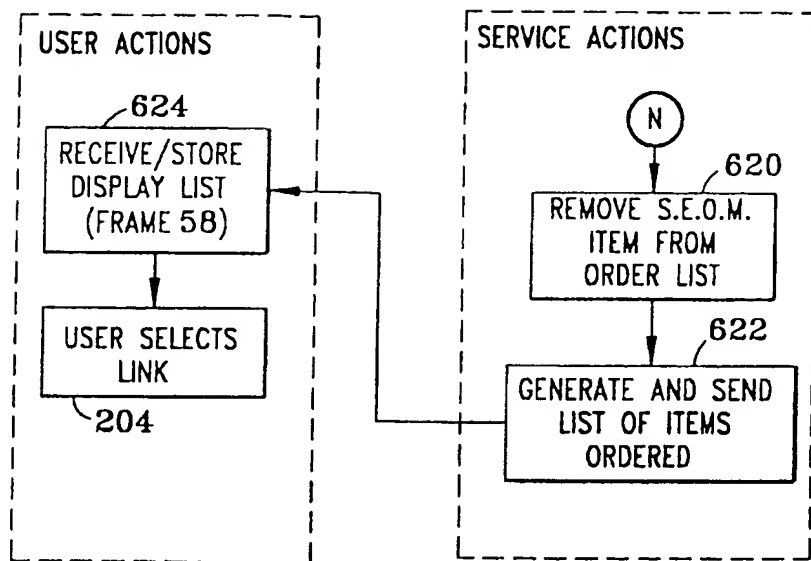 USER ACTIONS
624
RECEIVE/STORE
DISPLAY LIST
(FRAME 58)
USER SELECTS
LINK
204
SERVICE ACTIONS
N
620
REMOVE S.E.O.M.
ITEM FROM
ORDER LIST
622
GENERATE AND SEND
LIST OF ITEMS
ORDERED